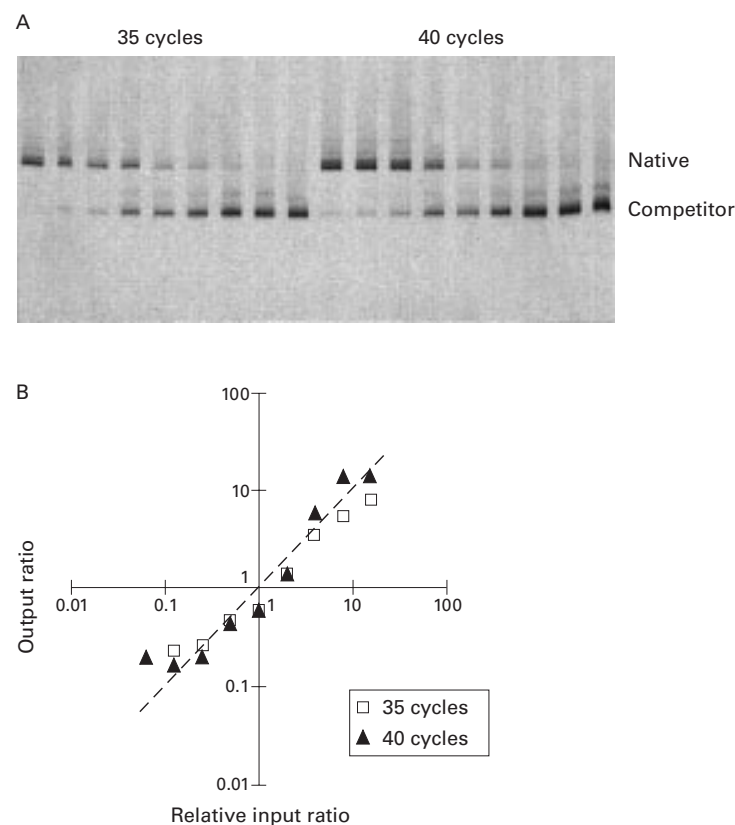 A
35 cycles 40 cycles
Native
Competitor
B
100
10
1
0.01 0.1 1 10 100
0.1
0.01
Output ratio
35 cycles
40 cycles
Relative input ratio